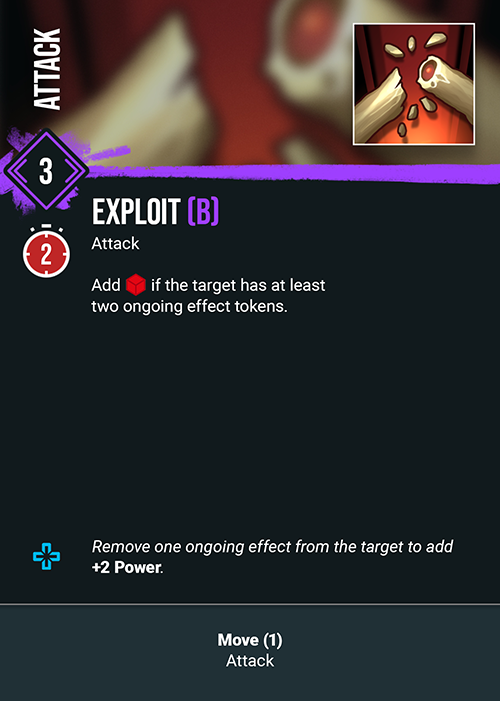 ATTACK
3
EXPLOIT (B)
2
Attack
Add if the target has at least
two ongoing effect tokens.
Remove one ongoing effect from the target to add
+2 Power.
Move (1)
Attack